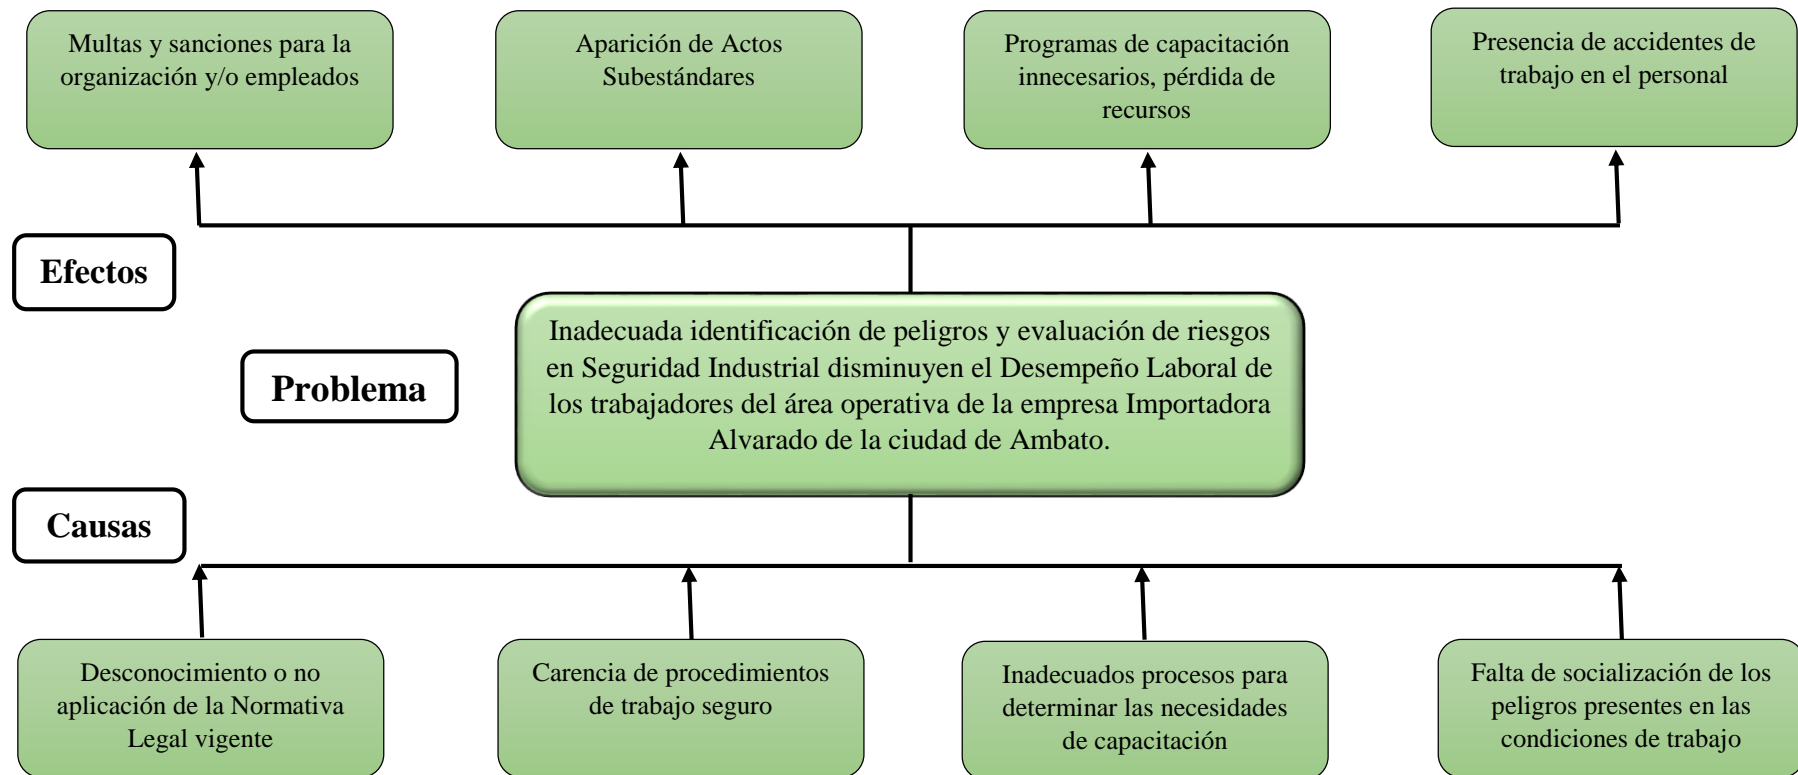 Multas y sanciones para la
organización y/o empleados
Aparición de Actos
Subestándares
Programas de capacitación
innecesarios, pérdida de
recursos
Presencia de accidentes de
trabajo en el personal
Efectos
Problema
Inadecuada identificación de peligros y evaluación de riesgos
en Seguridad Industrial disminuyen el Desempeño Laboral de
los trabajadores del área operativa de la empresa Importadora
Alvarado de la ciudad de Ambato.
Causas
Desconocimiento o no
aplicación de la Normativa
Legal vigente
Carencia de procedimientos
de trabajo seguro
Inadecuados procesos para
determinar las necesidades
de capacitación
Falta de socialización de los
peligros presentes en las
condiciones de trabajo